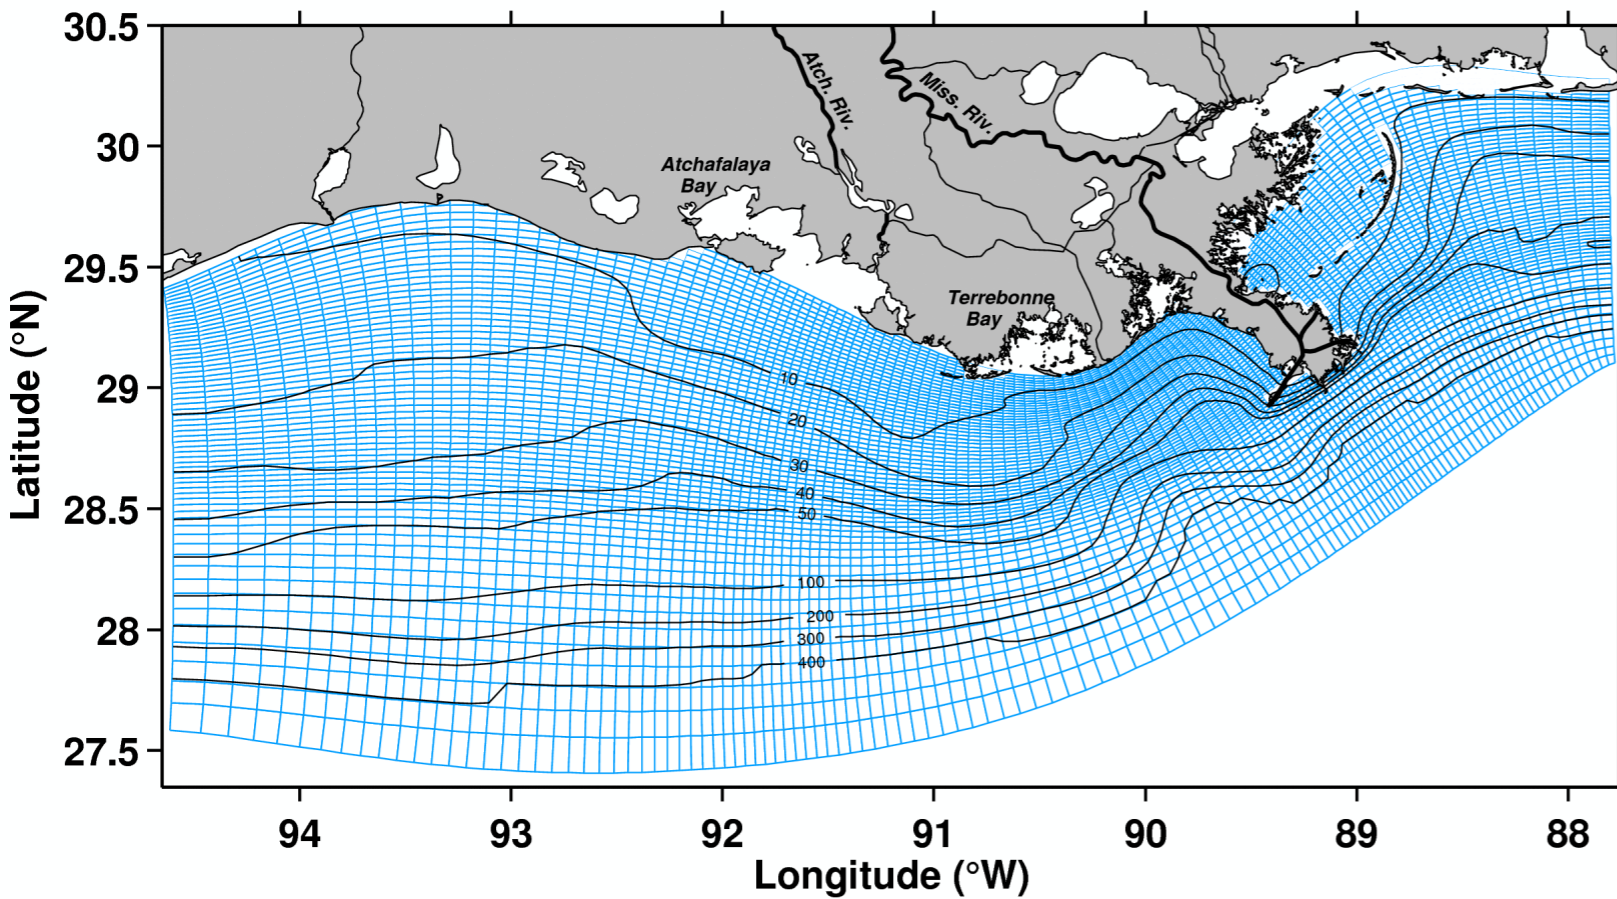 30.5
30
29.5
29
28.5
28
27.5
Latitude (°N)
Atch. Riv.
Miss. Riv.
Atchafalaya
Bay
Terrebonne
Bay
10
20
30
40
50
100
200
300
400
94
93
92
91
90
89
88
Longitude (°W)